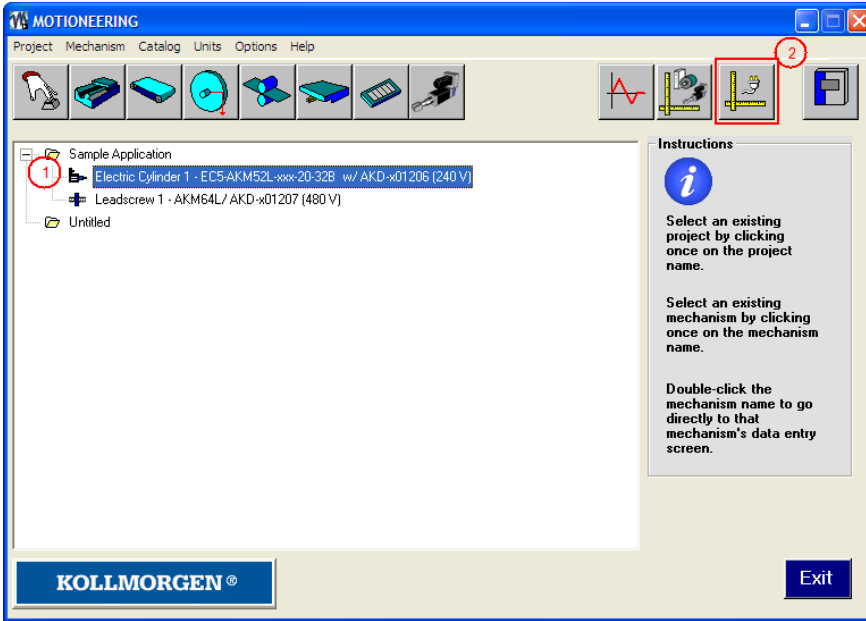 MOTIONEERING
Project Mechanism Catalog Units Options Help
2
Sample Application
1
Electric Cylinder 1 - EC5-AKM52L-xxx-20-32B w/ AKD-x01206 (240 V)
Leadscrew 1 - AKM64L/ AKD-x01207 (480 V)
Untitled
Instructions
i
Select an existing
project by clicking
once on the project
name.
Select an existing
mechanism by clicking
once on the mechanism
name.
Double-click the
mechanism name to go
directly to that
mechanism's data entry
screen.
KOLLMORGEN ®
Exit